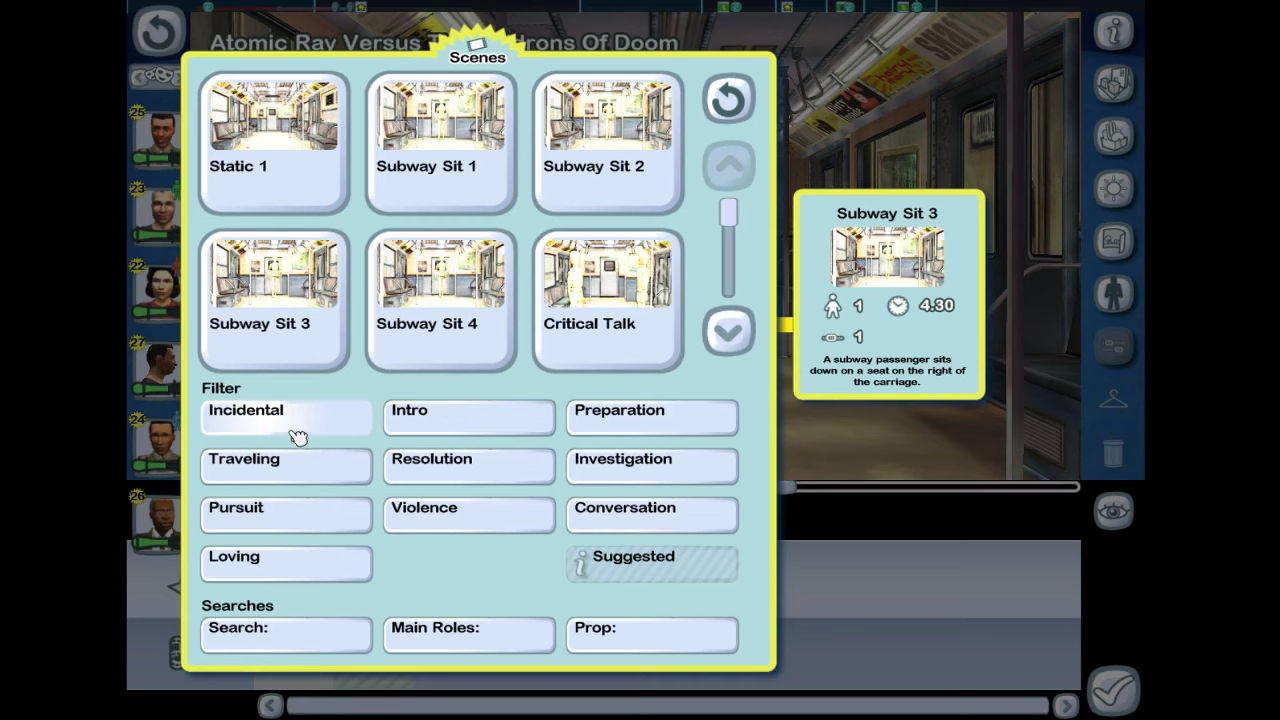 Atomic Ray Versus T
rons Of Doom
Scenes
Static 1
Subway Sit 1
Subway Sit 2
Subway Sit 3
Subway Sit 4
Critical Talk
Filter
Incidental
Intro
Preparation
Traveling
Resolution
Investigation
Pursuit
Violence
Conversation
Loving
Suggested
Searches
Search:
Main Roles:
Prop:
Subway Sit 3
1
4.30
1
A subway passenger sits
down on a seat on the right of
the carriage.
25
23
22
27
24
26